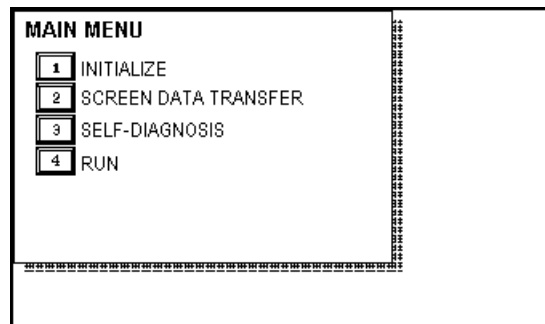 MAIN MENU
1 INITIALIZE
2 SCREEN DATA TRANSFER
3 SELF-DIAGNOSIS
4 RUN